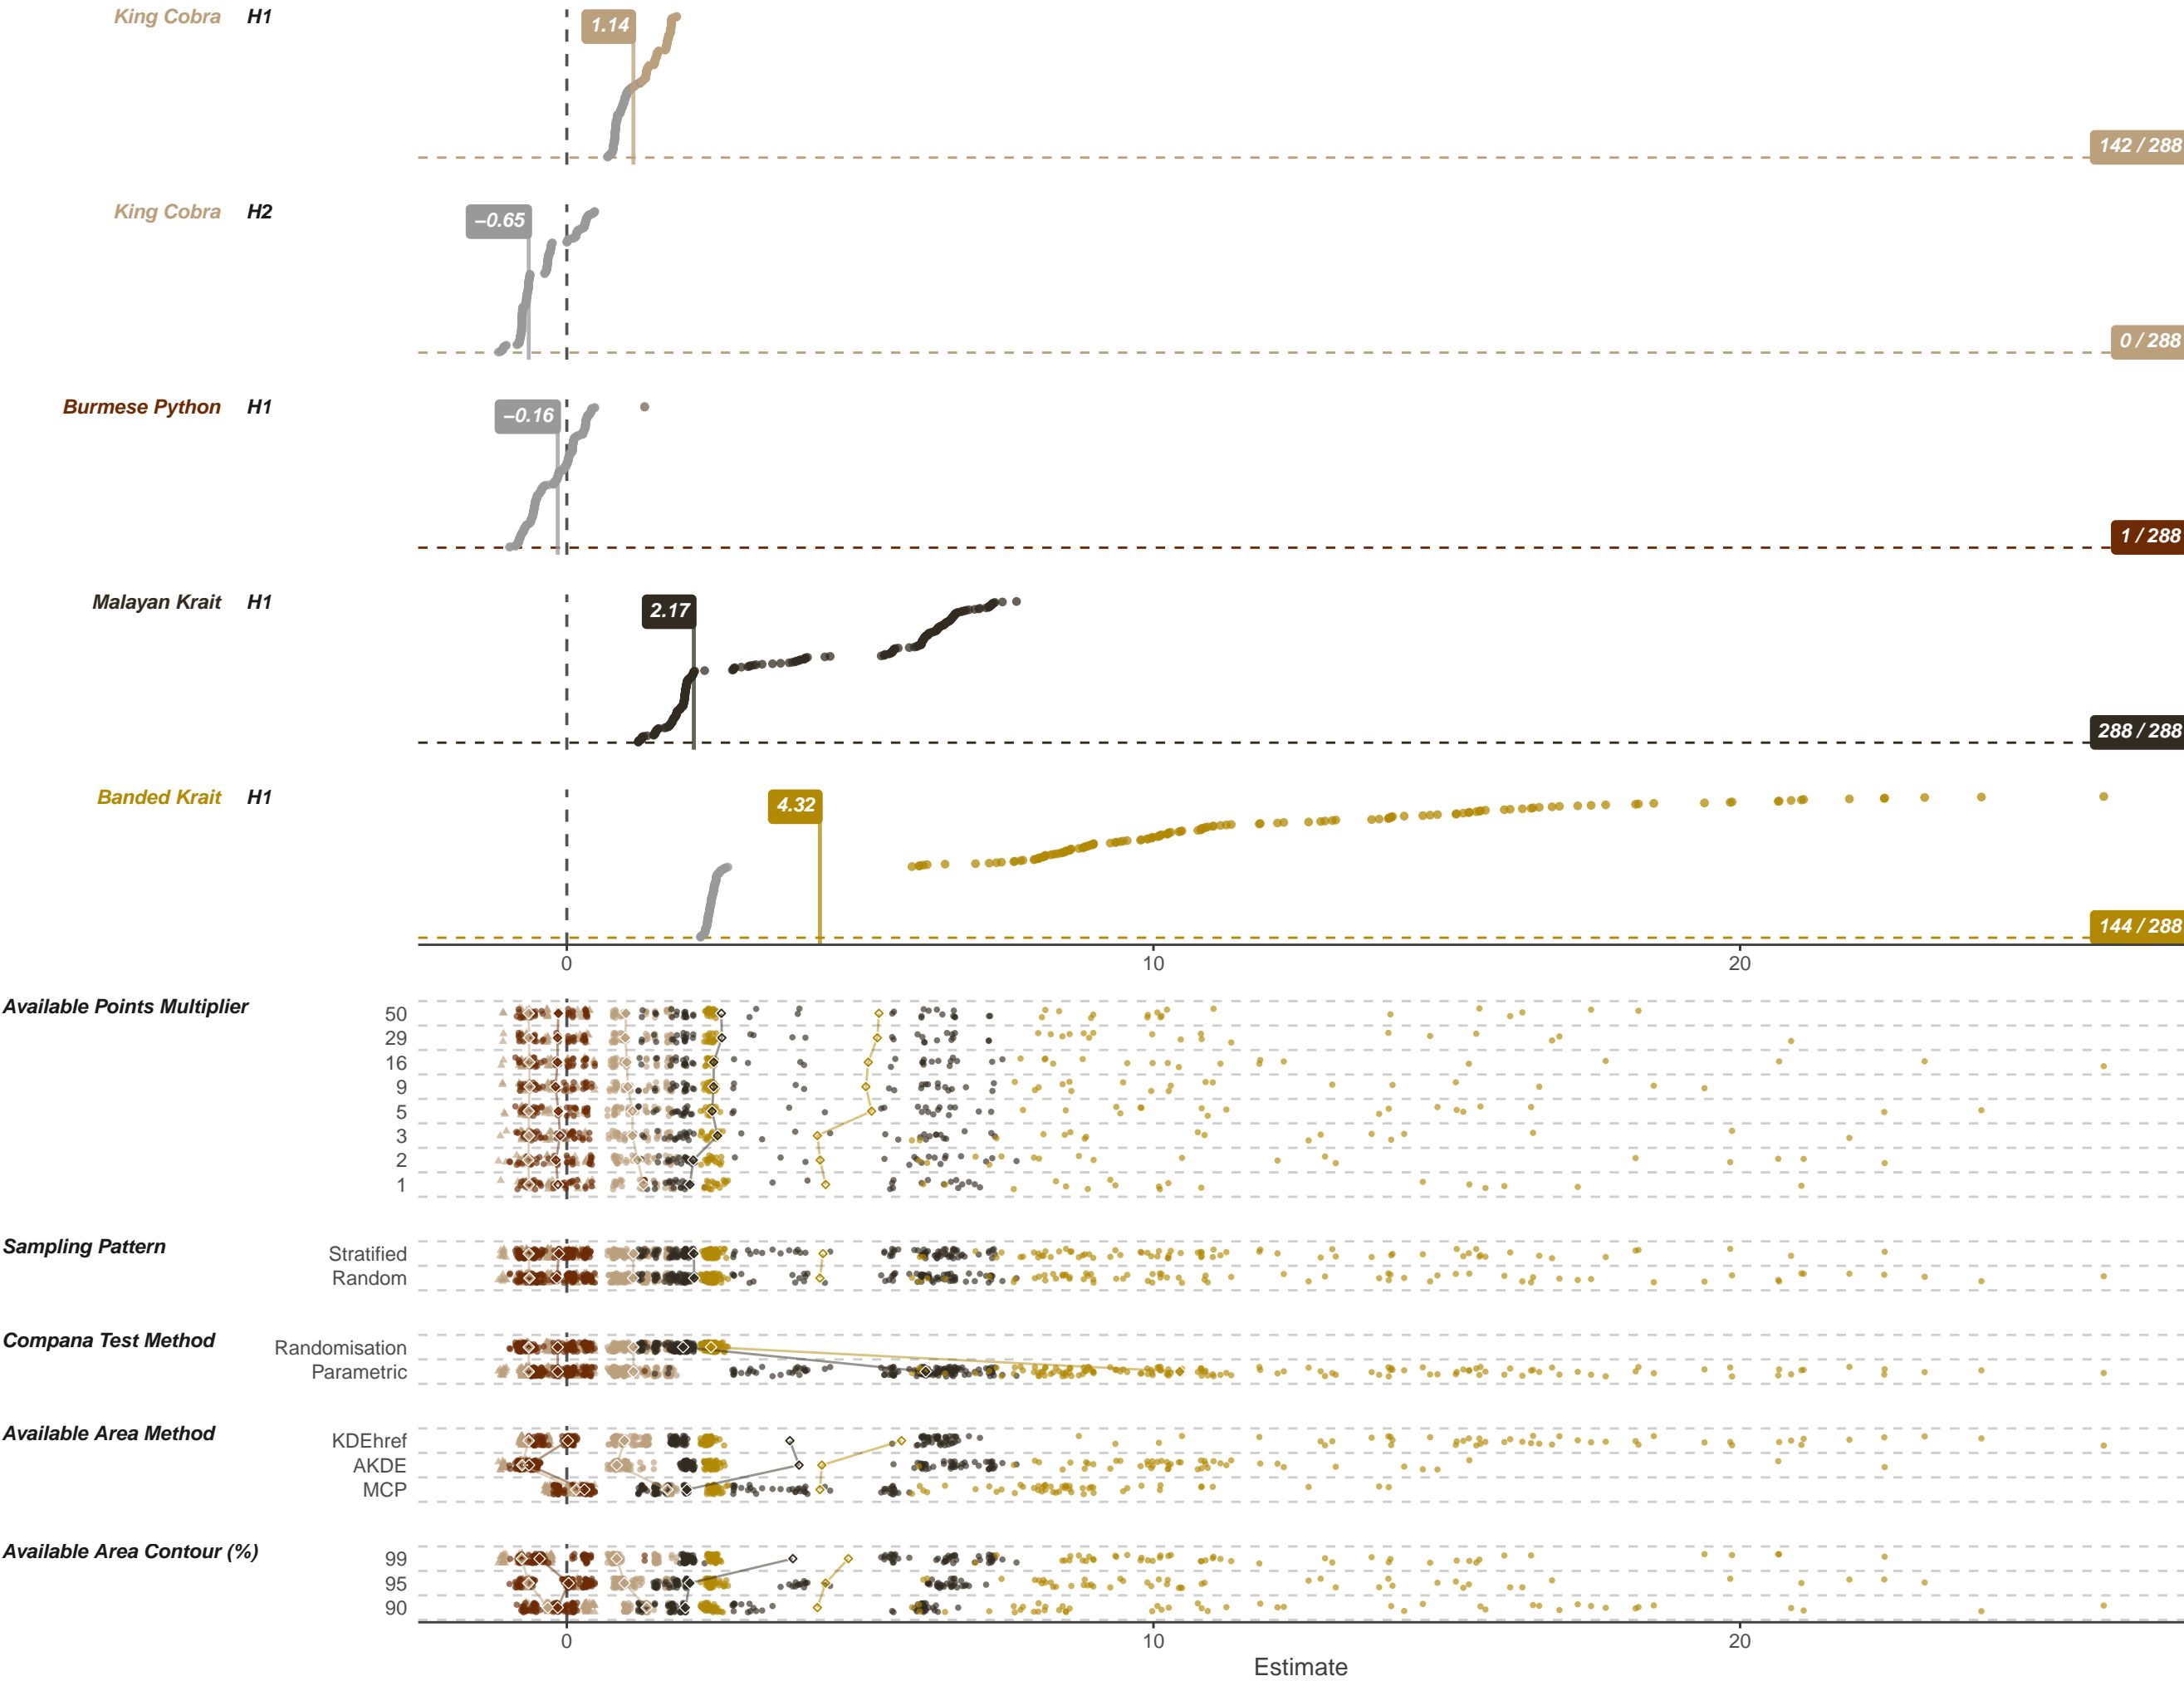 King Cobra H1
1.14
142 / 288
King Cobra H2
–0.65
0 / 288
Burmese Python H1
–0.16
1 / 288
Malayan Krait H1
2.17
288 / 288
Banded Krait H1
4.32
144 / 288
0 10 20
Available Points Multiplier
50
29
16
9
5
3
2
1
Sampling Pattern
Stratified
Random
Compana Test Method
Randomisation
Parametric
Available Area Method
KDEhref
AKDE
MCP
Available Area Contour (%)
99
95
90
0 10 20
Estimate